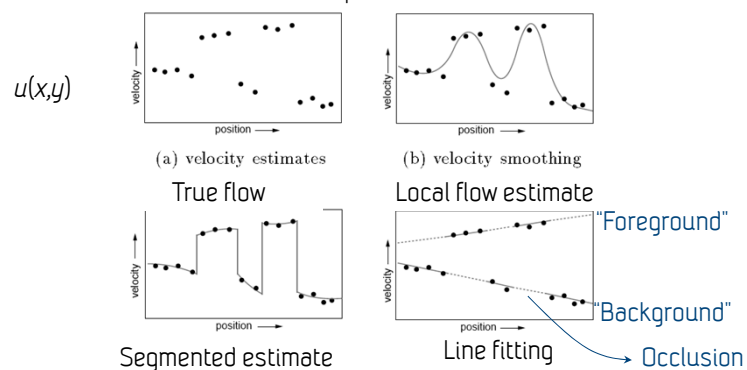 u(x,y)
velocity
position
velocity
position
(a) velocity estimates
(b) velocity smoothing
True flow
Local flow estimate
velocity
position
velocity
position
"Foreground"
"Background"
Segmented estimate
Line fitting
Occlusion